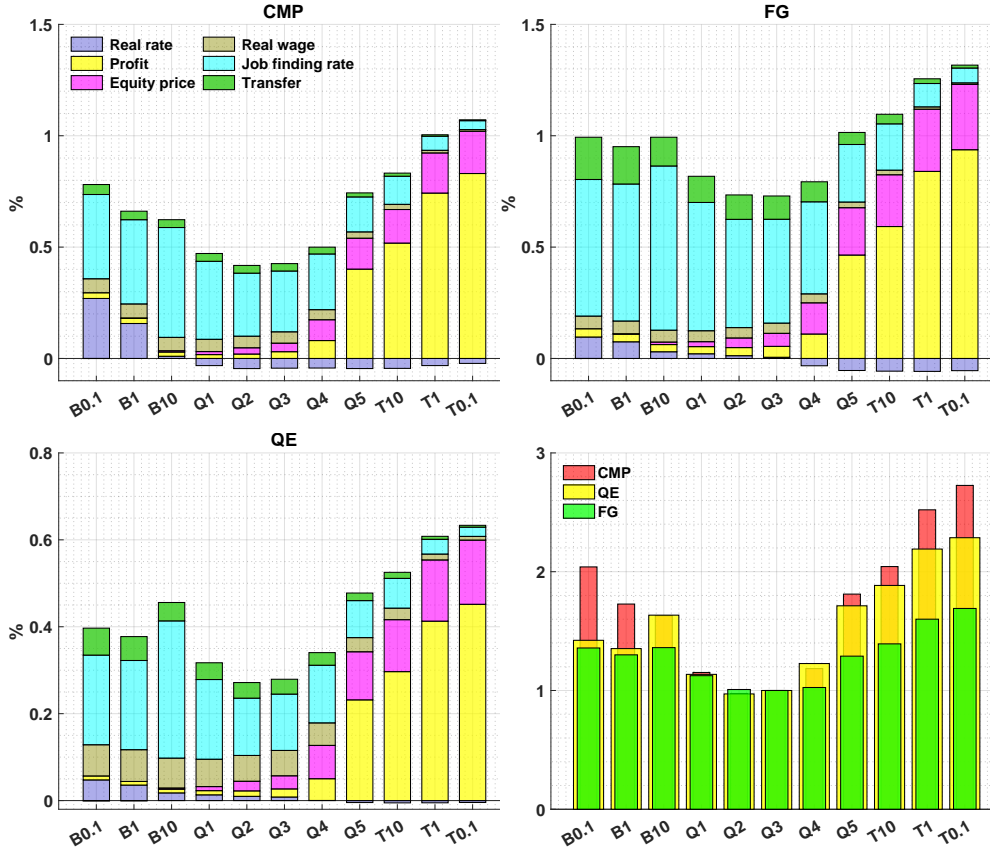 CMP
Real rate
Real wage
Profit
Job finding rate
Equity price
Transfer
%
1.5
1
0.5
0
B0.1 B1 B10 Q1 Q2 Q3 Q4 Q5 T10 T1 T0.1
FG
%
1.5
1
0.5
0
B0.1 B1 B10 Q1 Q2 Q3 Q4 Q5 T10 T1 T0.1
QE
%
0.8
0.6
0.4
0.2
0
B0.1 B1 B10 Q1 Q2 Q3 Q4 Q5 T10 T1 T0.1
CMP
QE
FG
3
2
1
0
B0.1 B1 B10 Q1 Q2 Q3 Q4 Q5 T10 T1 T0.1